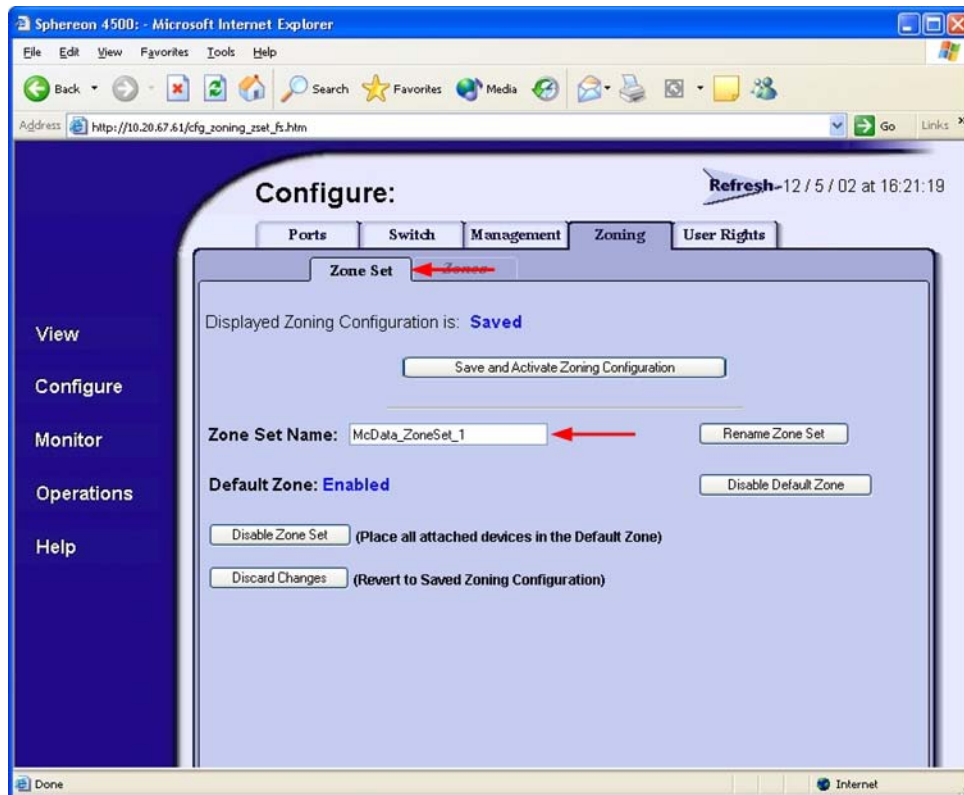 Sphereon 4500: - Microsoft Internet Explorer
File Edit View Favorites Tools Help
Back Search Favorites Media
Address http://10.20.67.61/cfg_zoning_zset_fs.htm Go Links »
Configure:
Refresh-12 / 5 / 02 at 16:21:19
Ports Switch Management Zoning User Rights
Zone Set Zones
Displayed Zoning Configuration is: Saved
Save and Activate Zoning Configuration
View
Configure
Zone Set Name: McData_ZoneSet_1 Rename Zone Set
Monitor
Default Zone: Enabled Disable Default Zone
Operations
Disable Zone Set (Place all attached devices in the Default Zone)
Help
Discard Changes (Revert to Saved Zoning Configuration)
Done Internet